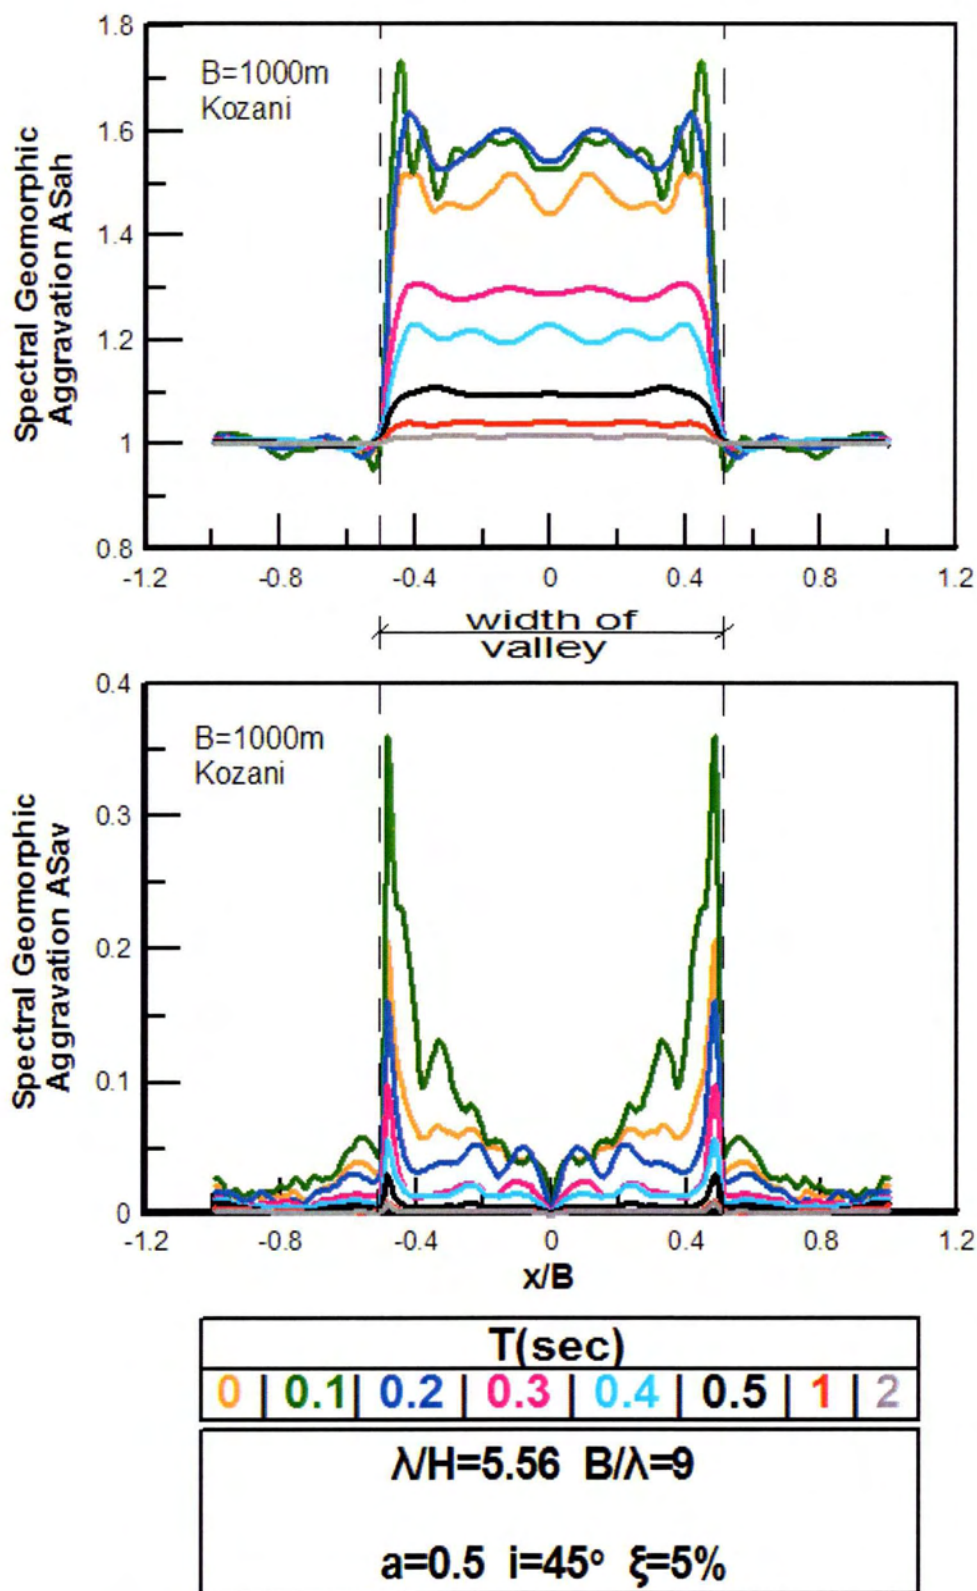 Spectral Geomorphic
Aggravation ASah
1.8
1.6
1.4
1.2
1
0.8
B=1000m
Kozani
-1.2 -0.8 -0.4 0 0.4 0.8 1.2
width of
valley
Spectral Geomorphic
Aggravation ASav
0.4
0.3
0.2
0.1
0
B=1000m
Kozani
-1.2 -0.8 -0.4 0 0.4 0.8 1.2
x/B
T(sec)
0 | 0.1 | 0.2 | 0.3 | 0.4 | 0.5 | 1 | 2
λ/H=5.56 B/λ=9
a=0.5 i=45° ξ=5%